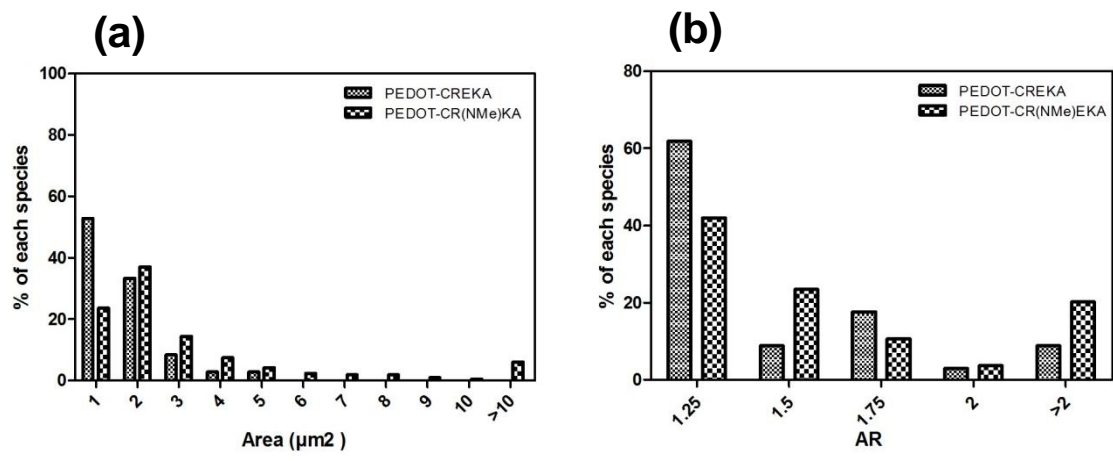 (a)
% of each species
100
80
60
40
20
0
PEDOT-CREKA
PEDOT-CR(NMe)KA
1 2 3 4 5 6 7 8 9 10 >10
Area (µm2 )
(b)
% of each species
80
60
40
20
0
PEDOT-CREKA
PEDOT-CR(NMe)EKA
1.25 1.5 1.75 2 >2
AR